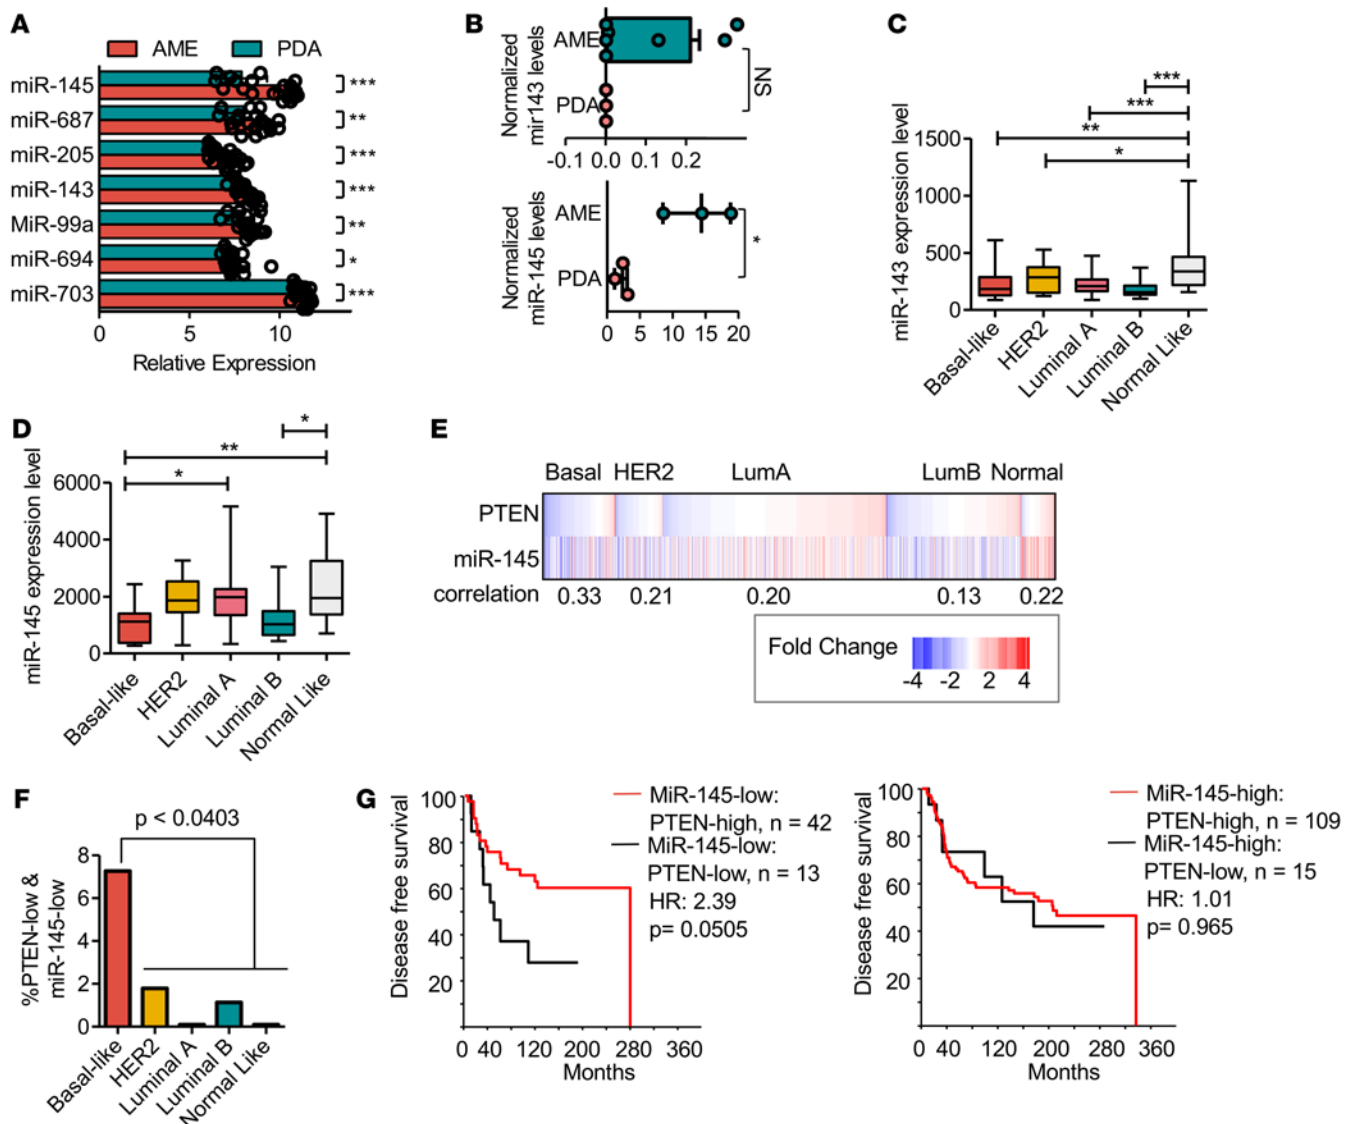 A
AME PDA
miR-145 ***
miR-687 **
miR-205 ***
miR-143 ***
MiR-99a **
miR-694 *
miR-703 ***
0 5 10
Relative Expression
B
Normalized
mir143 levels
AME
PDA
NS
-0.1 0.0 0.1 0.2
Normalized
miR-145 levels
AME
PDA
*
0 5 10 15 20
C
miR-143 expression level
***
***
**
*
1500
1000
500
0
Basal-like
HER2
Luminal A
Luminal B
Normal Like
D
miR-145 expression level
*
**
*
6000
4000
2000
0
Basal-like
HER2
Luminal A
Luminal B
Normal Like
E
Basal HER2 LumA LumB Normal
PTEN
miR-145
correlation 0.33 0.21 0.20 0.13 0.22
Fold Change
-4 -2 2 4
F
p < 0.0403
%PTEN-low &
miR-145-low
8
6
4
2
0
Basal-like
HER2
Luminal A
Luminal B
Normal Like
G
Disease free survival
100
80
60
40
20
0 40 120 200 280 360
Months
MiR-145-low:
PTEN-high, n = 42
MiR-145-low:
PTEN-low, n = 13
HR: 2.39
p= 0.0505
Disease free survival
100
80
60
40
20
0 40 120 200 280 360
Months
MiR-145-high:
PTEN-high, n = 109
MiR-145-high:
PTEN-low, n = 15
HR: 1.01
p= 0.965